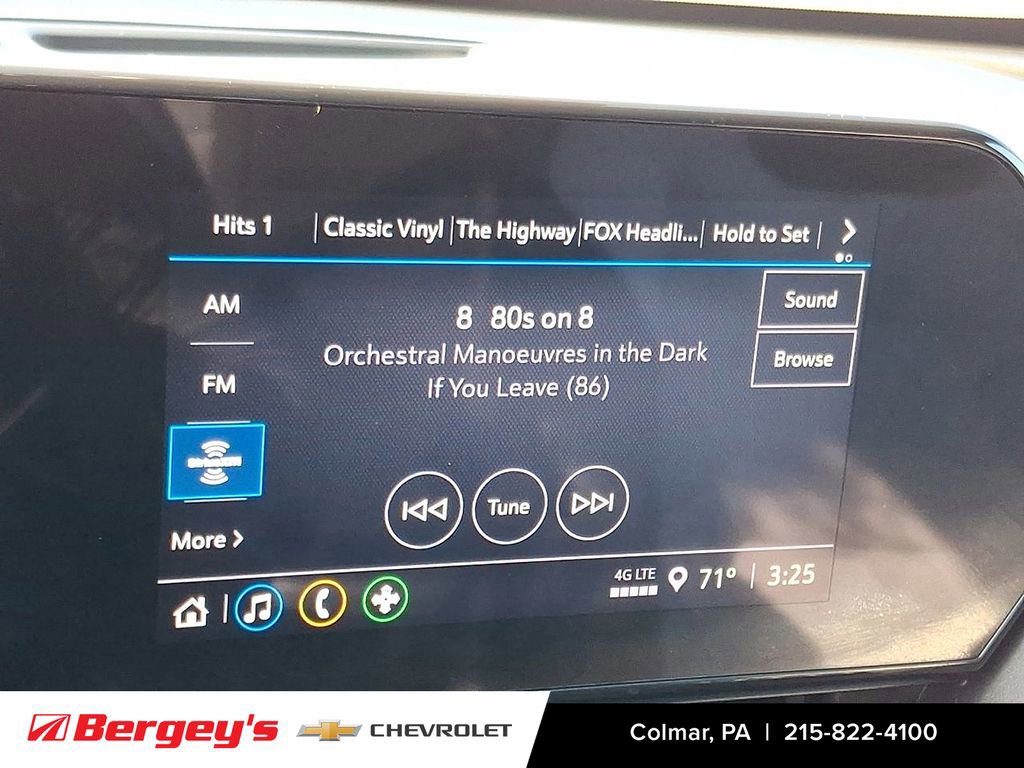 Hits 1 Classic Vinyl The Highway FOX Headli... Hold to Set
AM
8 80s on 8
Sound
Orchestral Manoeuvres in the Dark
Browse
FM
If You Leave (86)
Tune
More
4G LTE 71° 3:25
Bergey's CHEVROLET Colmar, PA | 215-822-4100